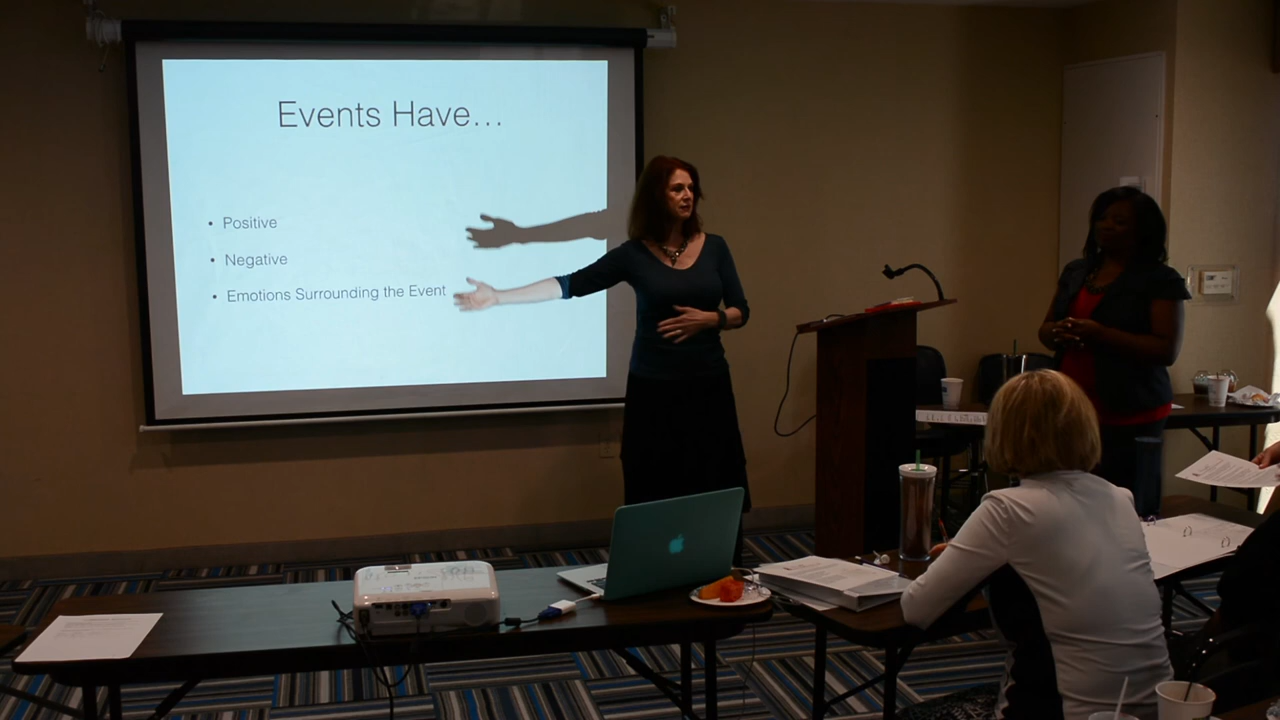 Events Have...
• Positive
• Negative
• Emotions Surrounding the Event